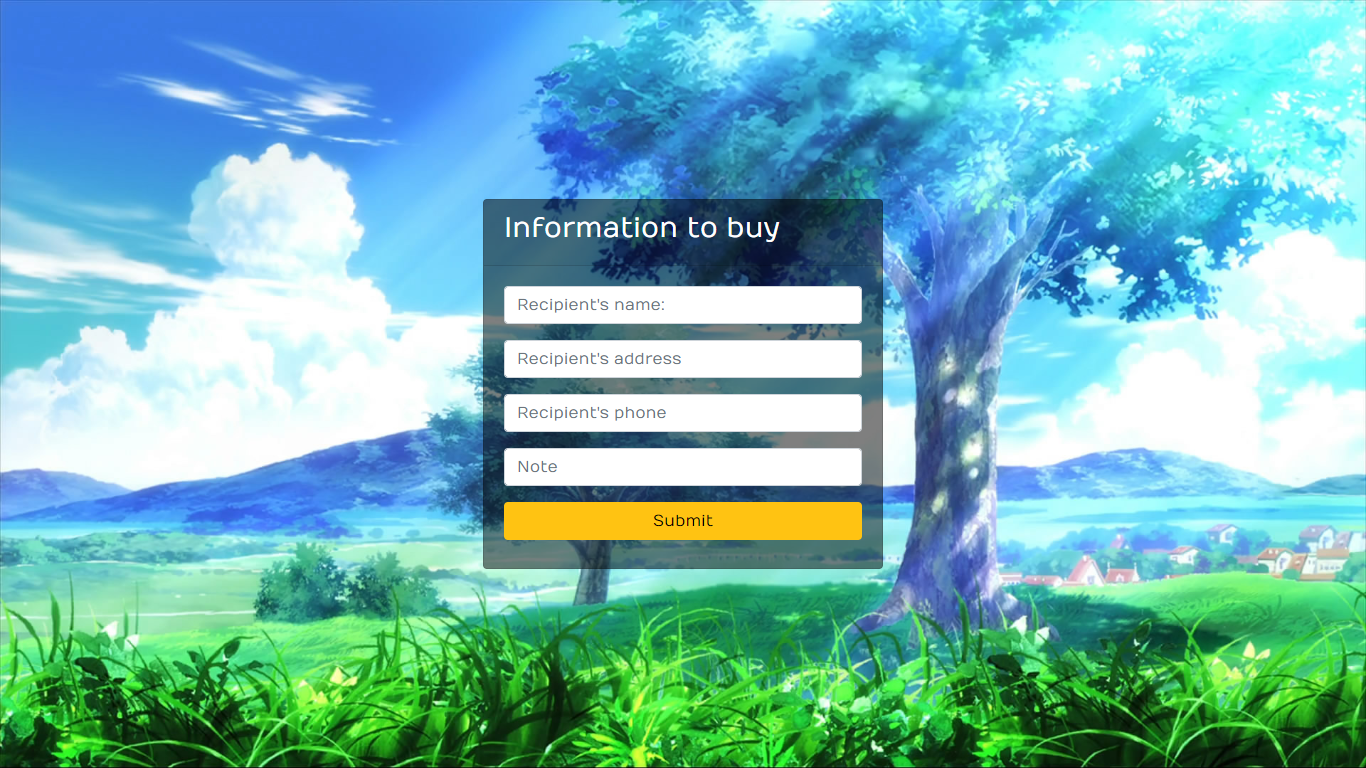 Information to buy
Recipient's name:
Recipient's address
Recipient's phone
Note
Submit